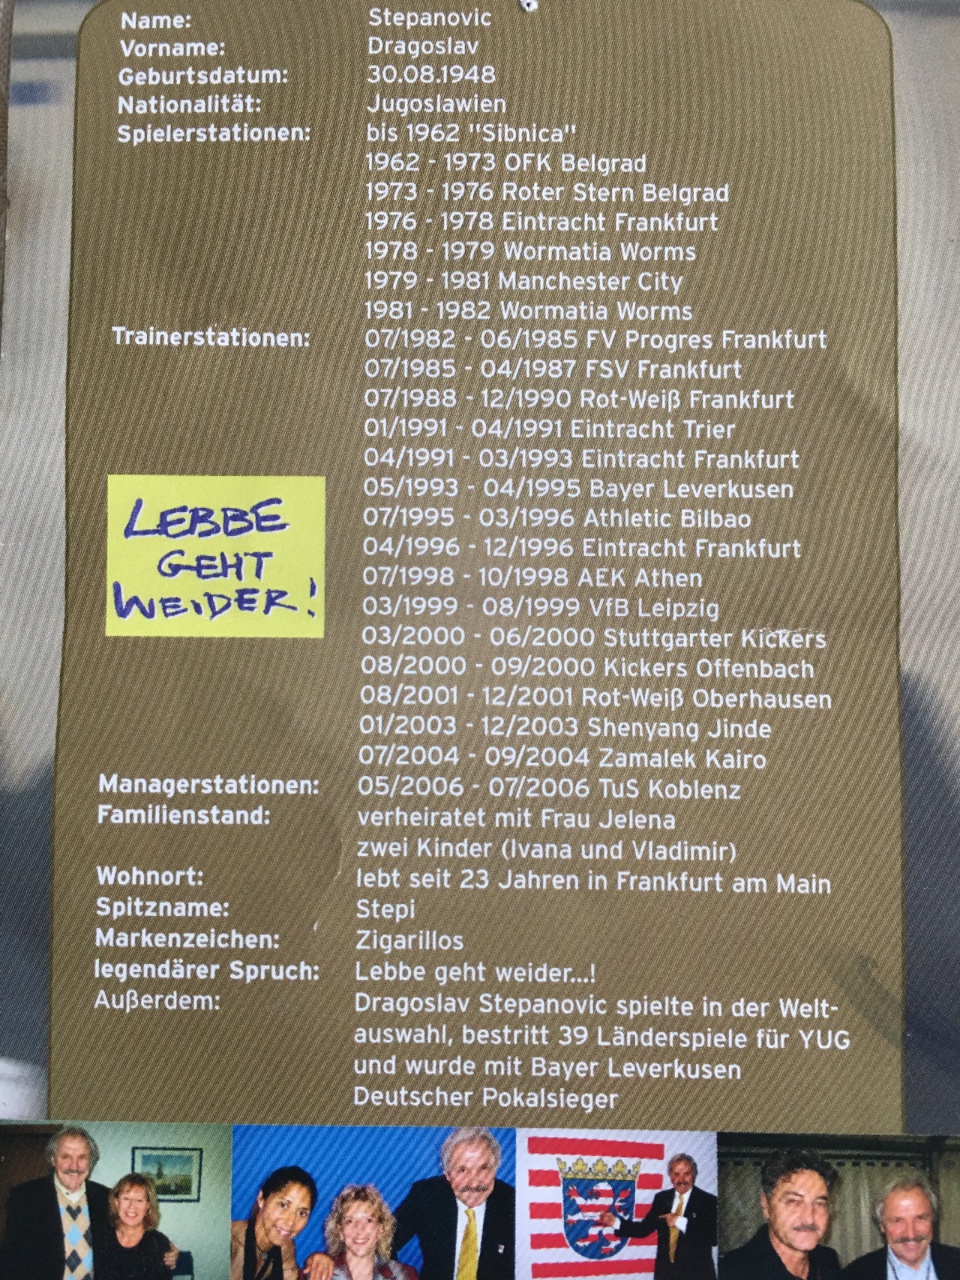 Name: Stepanovic
Vorname: Dragoslav
Geburtsdatum: 30.08.1948
Nationalität: Jugoslawien
Spielerstationen: bis 1962 "Sibnica"
1962 - 1973 OFK Belgrad
1973 - 1976 Roter Stern Belgrad
1976 - 1978 Eintracht Frankfurt
1978 - 1979 Wormatia Worms
1979 - 1981 Manchester City
1981 - 1982 Wormatia Worms
Trainerstationen: 07/1982 - 06/1985 FV Progres Frankfurt
07/1985 - 04/1987 FSV Frankfurt
07/1988 - 12/1990 Rot-Weiß Frankfurt
01/1991 - 04/1991 Eintracht Trier
04/1991 - 03/1993 Eintracht Frankfurt
05/1993 - 04/1995 Bayer Leverkusen
07/1995 - 03/1996 Athletic Bilbao
04/1996 - 12/1996 Eintracht Frankfurt
07/1998 - 10/1998 AEK Athen
03/1999 - 08/1999 VfB Leipzig
03/2000 - 06/2000 Stuttgarter Kickers
08/2000 - 09/2000 Kickers Offenbach
08/2001 - 12/2001 Rot-Weiß Oberhausen
01/2003 - 12/2003 Shenyang Jinde
07/2004 - 09/2004 Zamalek Kairo
LEBBE
GEHT
WEIDER!
Managerstationen: 05/2006 - 07/2006 TuS Koblenz
Familienstand: verheiratet mit Frau Jelena
zwei Kinder (Ivana und Vladimir)
Wohnort: lebt seit 23 Jahren in Frankfurt am Main
Spitzname: Stepi
Markenzeichen: Zigarillos
legendärer Spruch: Lebbe geht weider...!
Außerdem: Dragoslav Stepanovic spielte in der Welt-
auswahl, bestritt 39 Länderspiele für YUG
und wurde mit Bayer Leverkusen
Deutscher Pokalsieger